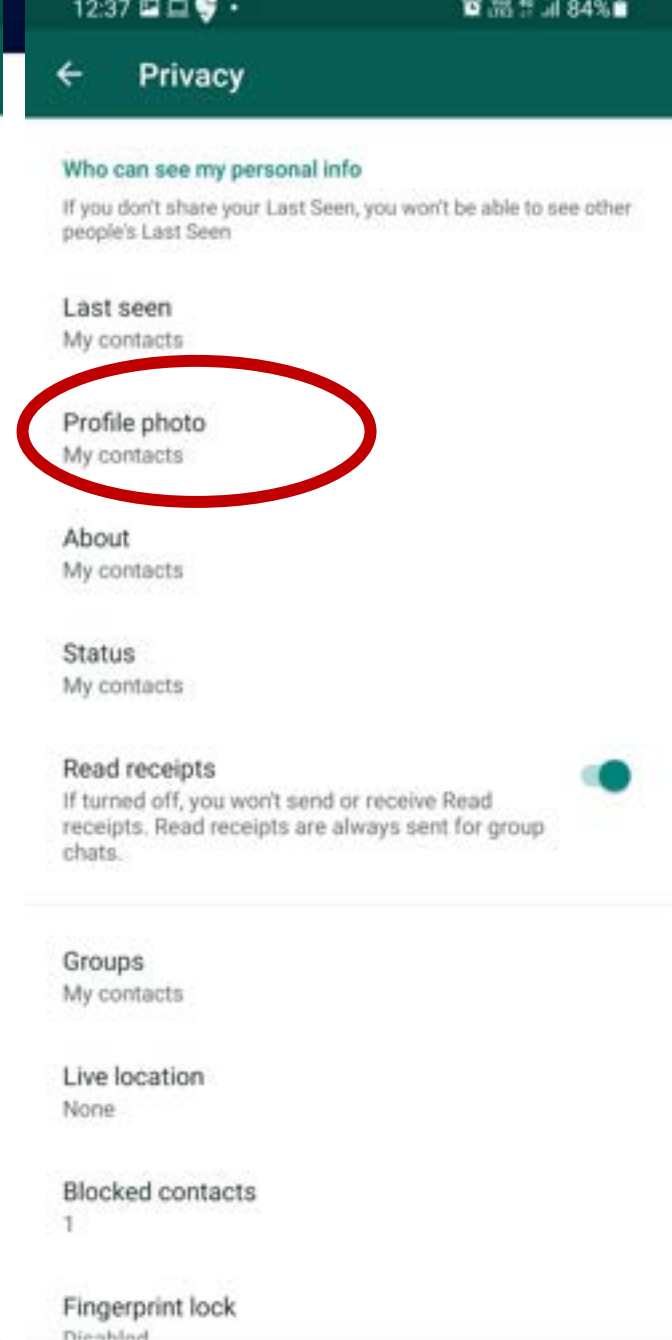 12:37
84%
Privacy
Who can see my personal info
If you don't share your Last Seen, you won't be able to see other
people's Last Seen
Last seen
My contacts
Profile photo
My contacts
About
My contacts
Status
My contacts
Read receipts
If turned off, you won't send or receive Read
receipts. Read receipts are always sent for group
chats.
Groups
My contacts
Live location
None
Blocked contacts
1
Fingerprint lock
Disabled